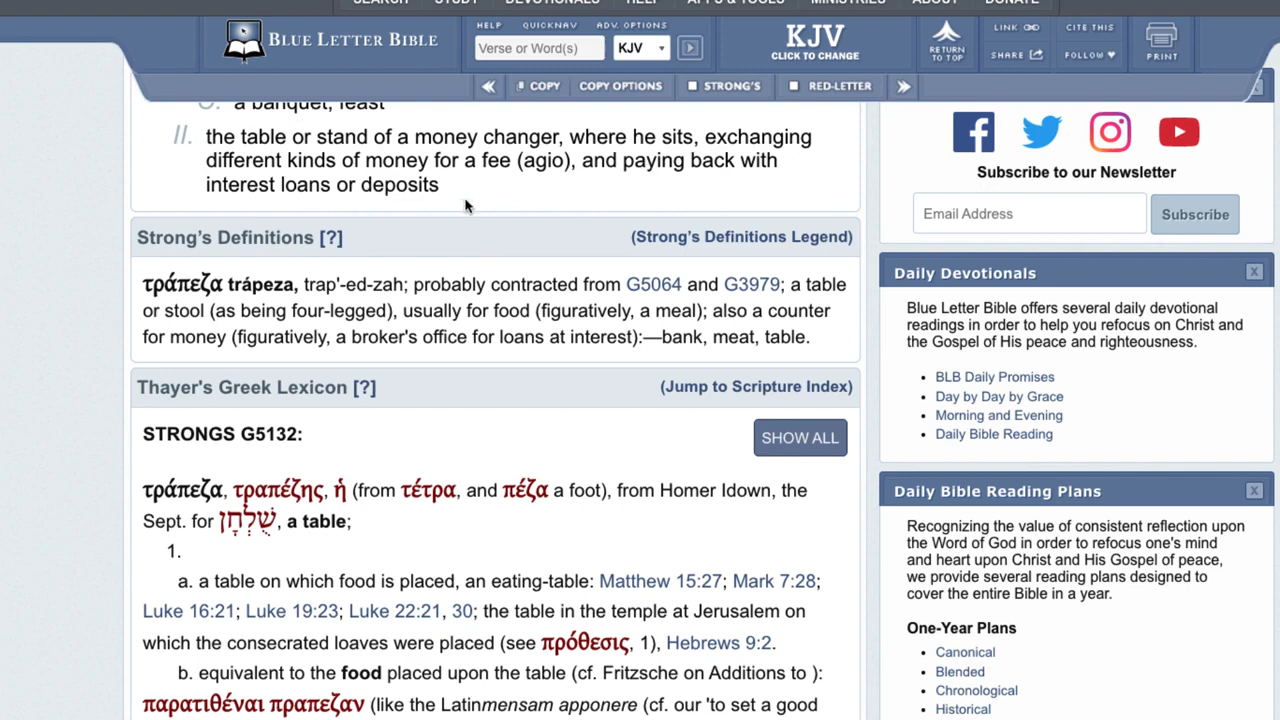 SEARCH STUDY DEVOTIONALS HELP APPS & TOOLS MINISTRIES ABOUT DONATE
BLUE LETTER BIBLE
HELP QUICKNAV ADV. OPTIONS
Verse or Word(s) KJV
KJV
CLICK TO CHANGE
RETURN
TO TOP
LINK
SHARE
CITE THIS
FOLLOW
PRINT
COPY COPY OPTIONS STRONG'S RED-LETTER
a banquet, feast
II. the table or stand of a money changer, where he sits, exchanging
different kinds of money for a fee (agio), and paying back with
interest loans or deposits
Strong's Definitions [?] (Strong's Definitions Legend)
τράπεζα trápeza, trap'-ed-zah; probably contracted from G5064 and G3979; a table
or stool (as being four-legged), usually for food (figuratively, a meal); also a counter
for money (figuratively, a broker's office for loans at interest):—bank, meat, table.
Thayer's Greek Lexicon [?] (Jump to Scripture Index)
STRONGS G5132: SHOW ALL
τράπεζα, τραπέζης, ἡ (from τέτρα, and πέζα a foot), from Homer Idown, the
Sept. for שֻׁלְחָן, a table;
1.
a. a table on which food is placed, an eating-table: Matthew 15:27; Mark 7:28;
Luke 16:21; Luke 19:23; Luke 22:21, 30; the table in the temple at Jerusalem on
which the consecrated loaves were placed (see πρόθεσις, 1), Hebrews 9:2.
b. equivalent to the food placed upon the table (cf. Fritzsche on Additions to ):
παρατιθέναι πραπεζαν (like the Latinmensam apponere (cf. our 'to set a good
Subscribe to our Newsletter
Email Address Subscribe
Daily Devotionals X
Blue Letter Bible offers several daily devotional
readings in order to help you refocus on Christ and
the Gospel of His peace and righteousness.
• BLB Daily Promises
• Day by Day by Grace
• Morning and Evening
• Daily Bible Reading
Daily Bible Reading Plans X
Recognizing the value of consistent reflection upon
the Word of God in order to refocus one's mind
and heart upon Christ and His Gospel of peace,
we provide several reading plans designed to
cover the entire Bible in a year.
One-Year Plans
• Canonical
• Blended
• Chronological
• Historical